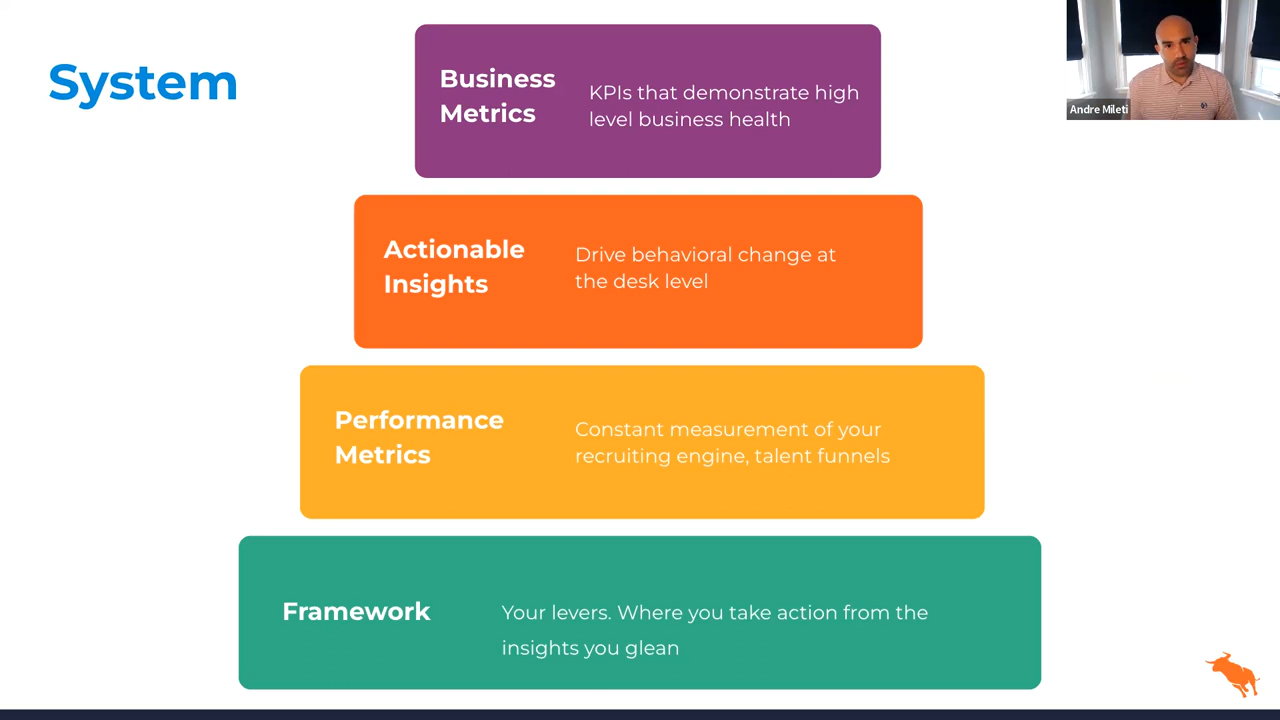 System
Business
Metrics
KPIs that demonstrate high
level business health
Andre Mileti
Actionable
Insights
Drive behavioral change at
the desk level
Performance
Metrics
Constant measurement of your
recruiting engine, talent funnels
Framework
Your levers. Where you take action from the
insights you glean